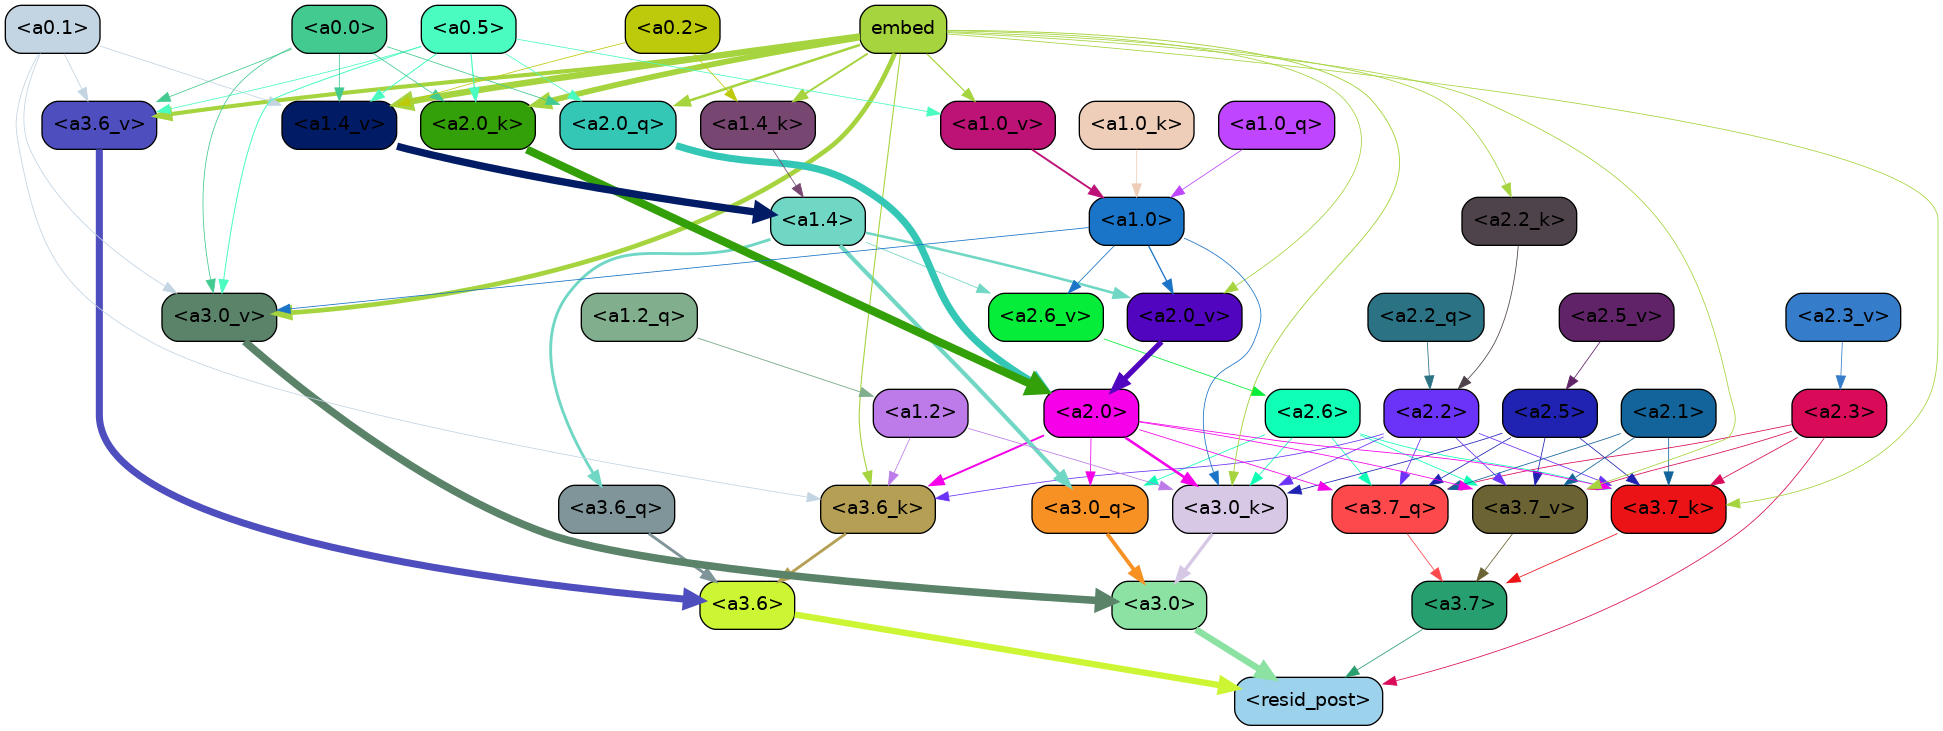 <a0.1> <a0.0> <a0.5> <a0.2> embed
<a3.6_v> <a1.4_v> <a2.0_k> <a2.0_q> <a1.4_k> <a1.0_v> <a1.0_k> <a1.0_q>
<a1.4> <a1.0> <a2.2_k>
<a3.0_v> <a1.2_q> <a2.6_v> <a2.0_v> <a2.2_q> <a2.5_v> <a2.3_v>
<a1.2> <a2.0> <a2.6> <a2.2> <a2.5> <a2.1> <a2.3>
<a3.6_q> <a3.6_k> <a3.0_q> <a3.0_k> <a3.7_q> <a3.7_v> <a3.7_k>
<a3.6> <a3.0> <a3.7>
<resid_post>